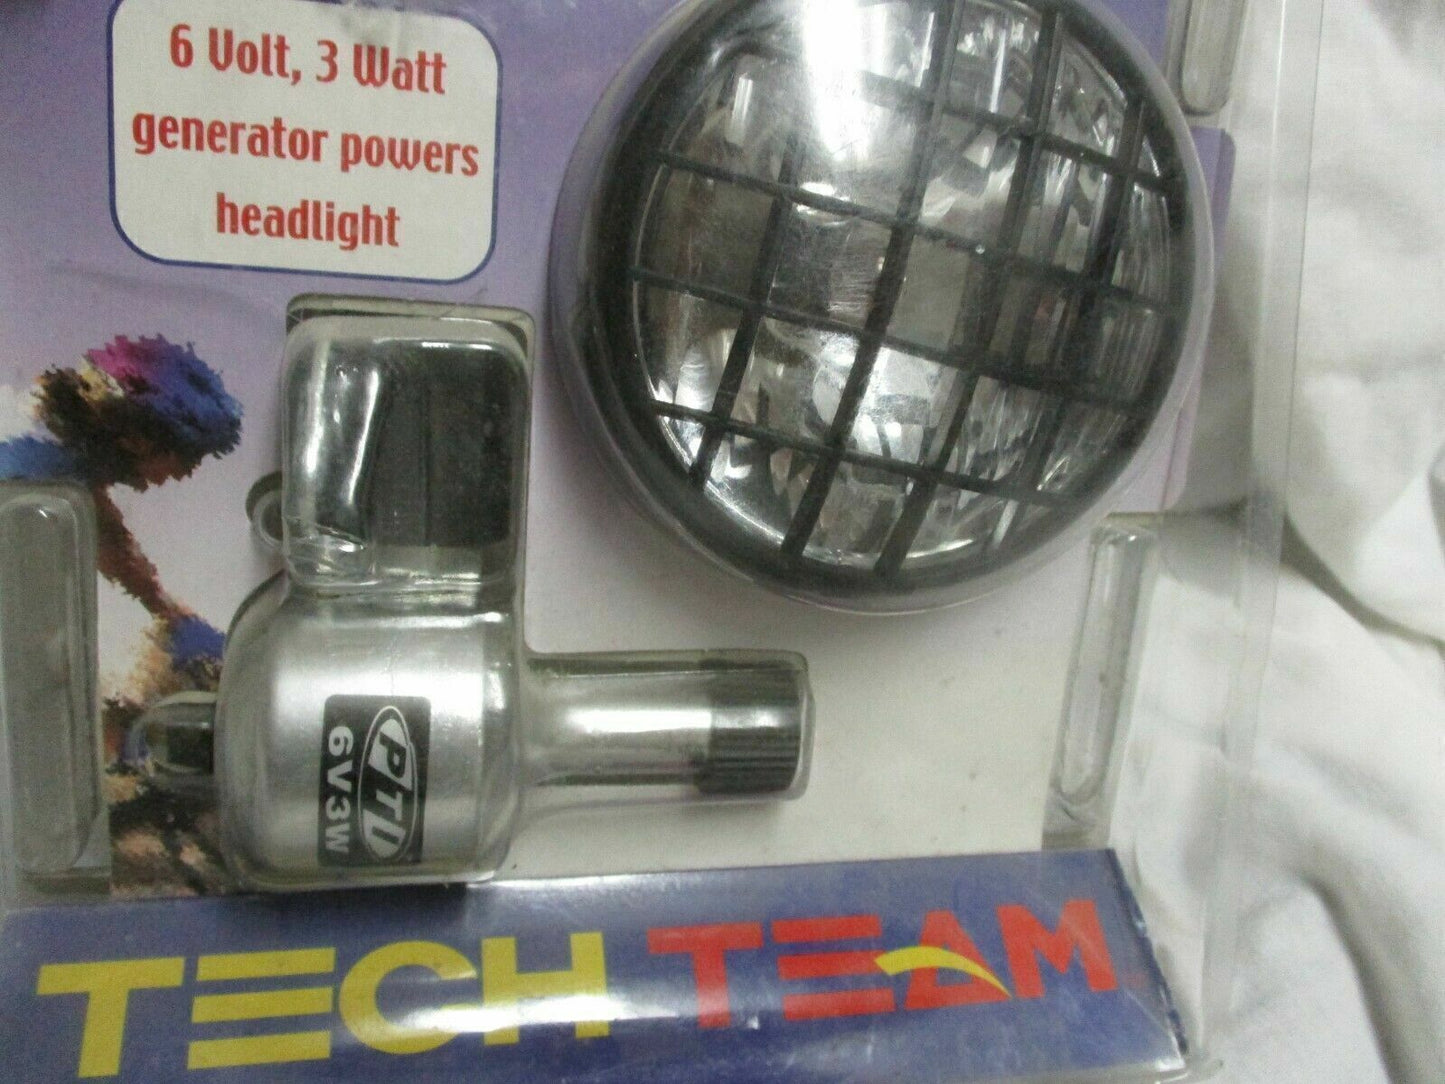 6 Volt, 3 Watt
generator powers
headlight
PTI
6V3W
TECH TEAM